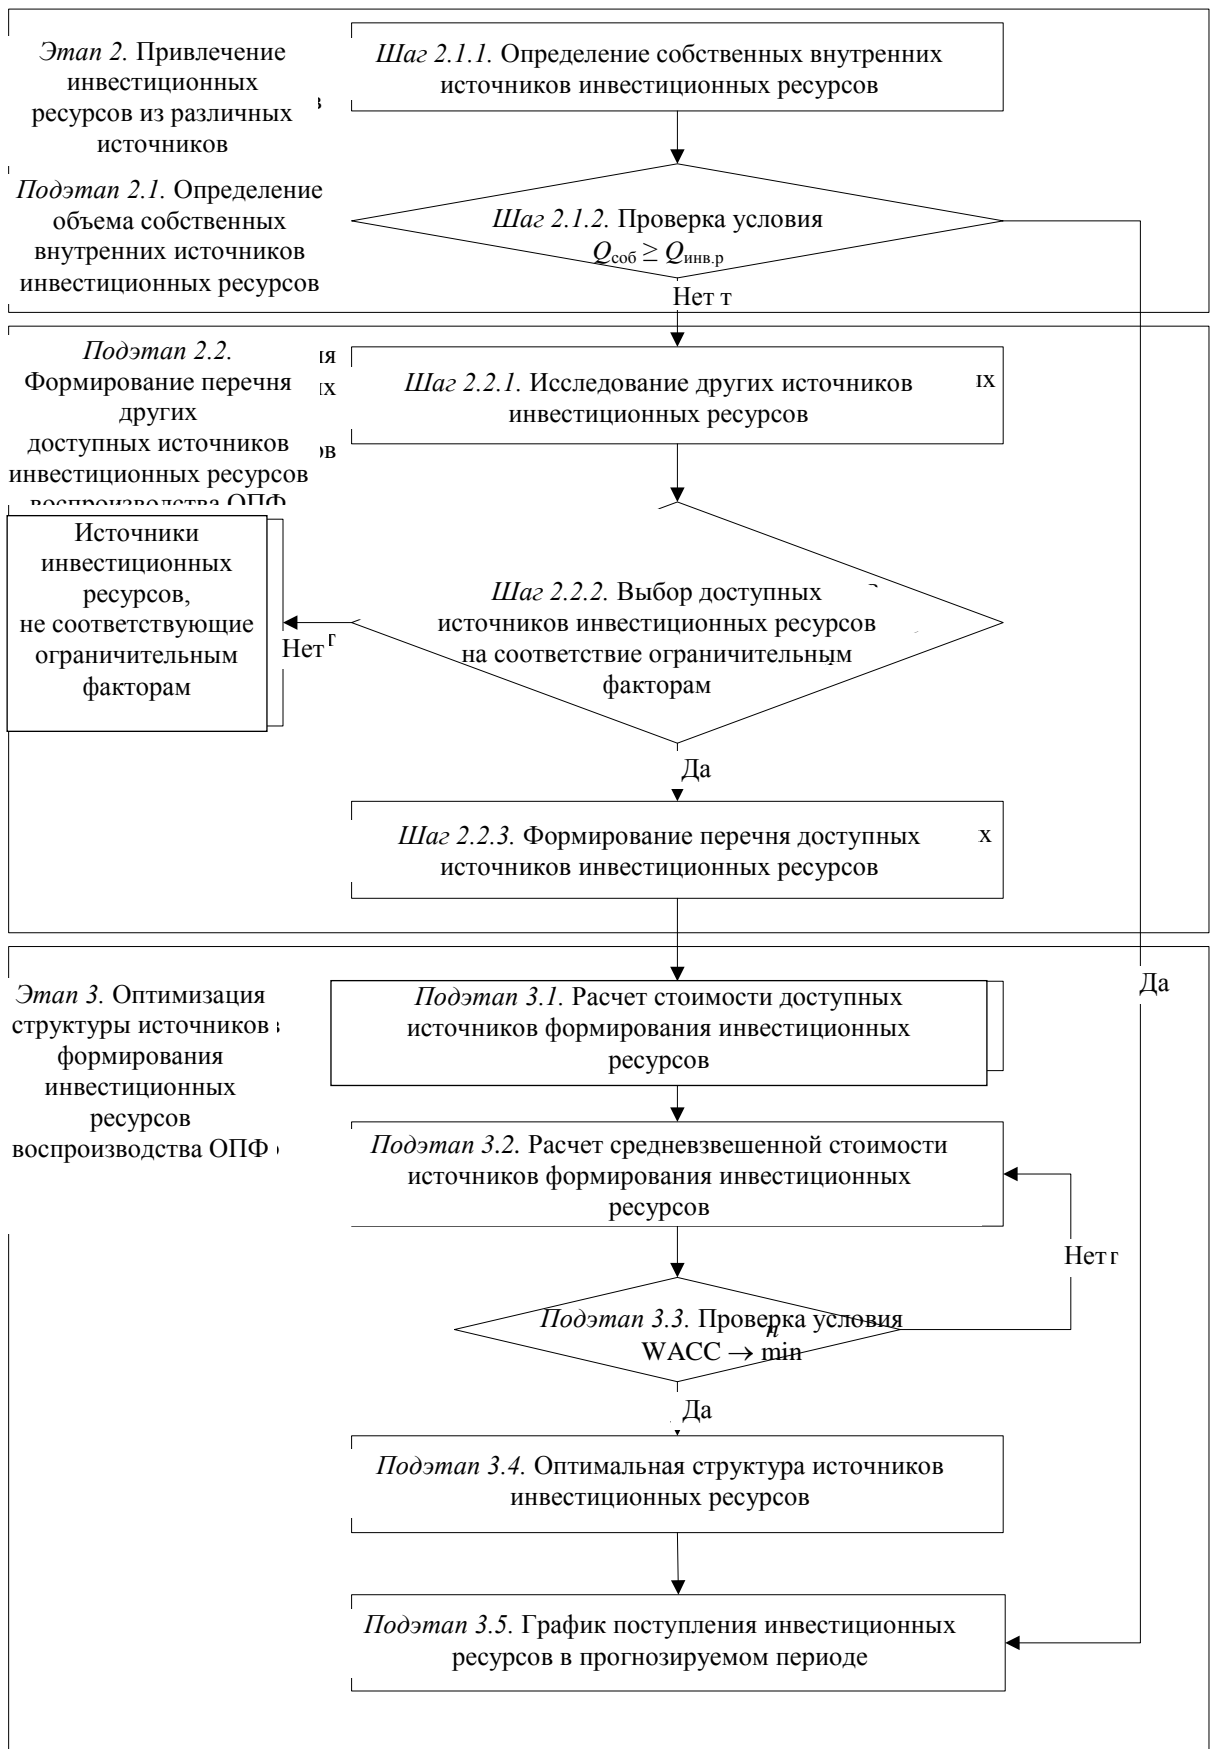 Этап 2. Привлечение
инвестиционных
ресурсов из различных
источников
Подэтап 2.1. Определение
объема собственных
внутренних источников
инвестиционных ресурсов
Шаг 2.1.1. Определение собственных внутренних
источников инвестиционных ресурсов
Шаг 2.1.2. Проверка условия
Qсоб ≥ Qинв.р
Нет
Подэтап 2.2.
Формирование перечня
других
доступных источников
инвестиционных ресурсов
воспроизводства ОПФ
Шаг 2.2.1. Исследование других источников
инвестиционных ресурсов
Источники
инвестиционных
ресурсов,
не соответствующие
ограничительным
факторам
Нет
Шаг 2.2.2. Выбор доступных
источников инвестиционных ресурсов
на соответствие ограничительным
факторам
Да
Шаг 2.2.3. Формирование перечня доступных
источников инвестиционных ресурсов
Да
Этап 3. Оптимизация
структуры источников
формирования
инвестиционных
ресурсов
воспроизводства ОПФ
Подэтап 3.1. Расчет стоимости доступных
источников формирования инвестиционных
ресурсов
Подэтап 3.2. Расчет средневзвешенной стоимости
источников формирования инвестиционных
ресурсов
Нет
Подэтап 3.3. Проверка условия
WACC → min
Да
Подэтап 3.4. Оптимальная структура источников
инвестиционных ресурсов
Подэтап 3.5. График поступления инвестиционных
ресурсов в прогнозируемом периоде